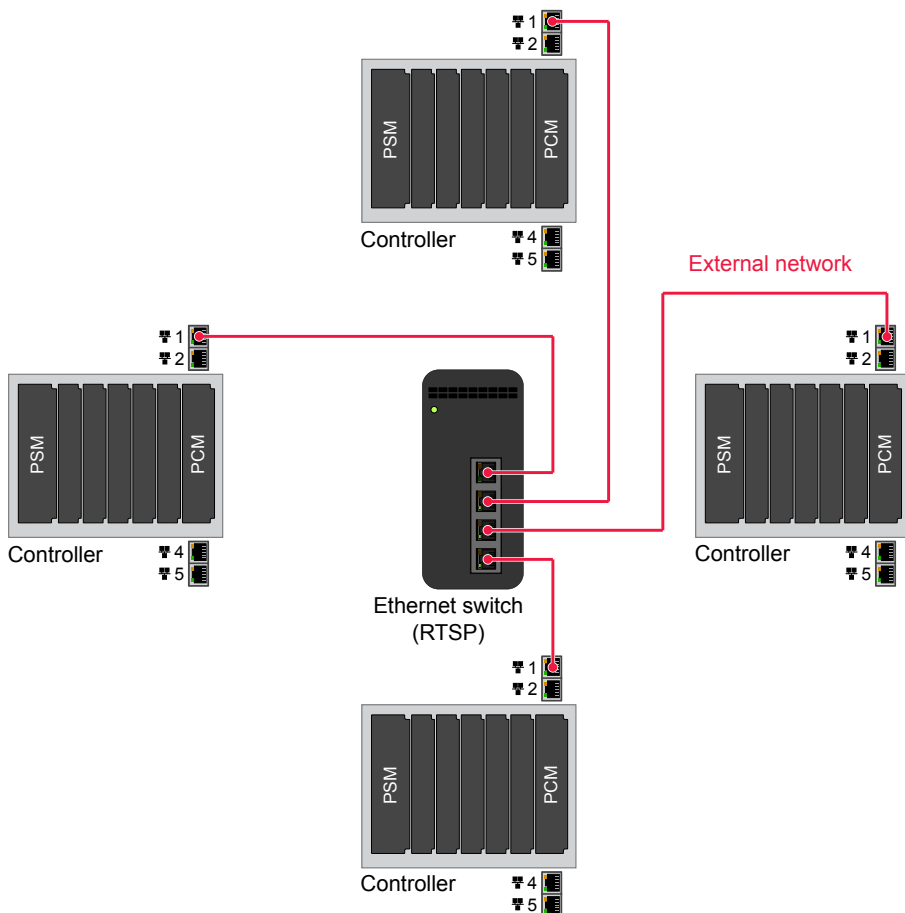 1
2
PSM
PCM
Controller
4
5
External network
1
2
PSM
PCM
Controller
4
5
1
2
PSM
PCM
Controller
4
5
Ethernet switch
(RTSP)
1
2
PSM
PCM
Controller
4
5